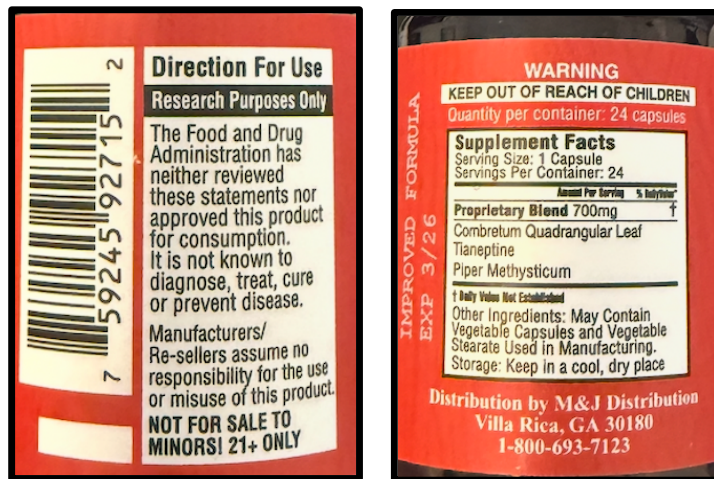 Direction For Use
Research Purposes Only
The Food and Drug
Administration has
neither reviewed
these statements nor
approved this product
for consumption.
It is not known to
diagnose, treat, cure
or prevent disease.
Manufacturers/
Re-sellers assume no
responsibility for the use
or misuse of this product.
NOT FOR SALE TO
MINORS! 21+ ONLY
7 59245 92715 2
WARNING
KEEP OUT OF REACH OF CHILDREN
Quantity per container: 24 capsules
Supplement Facts
Serving Size: 1 Capsule
Servings Per Container: 24
Amount Per Serving % DailyValue*
Proprietary Blend 700mg †
Combretum Quadrangular Leaf
Tianeptine
Piper Methysticum
† Daily Value Not Established
Other Ingredients: May Contain
Vegetable Capsules and Vegetable
Stearate Used in Manufacturing.
Storage: Keep in a cool, dry place
IMPROVED FORMULA
EXP 3/26
Distribution by M&J Distribution
Villa Rica, GA 30180
1-800-693-7123